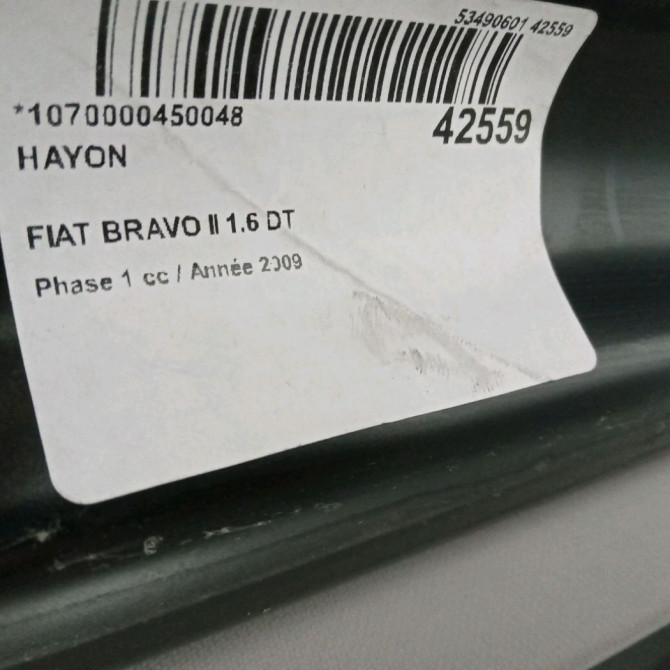 53490601 42559
*1070000450048
42559
HAYON
FIAT BRAVO II 1.6 DT
Phase 1 cc / Année 2009